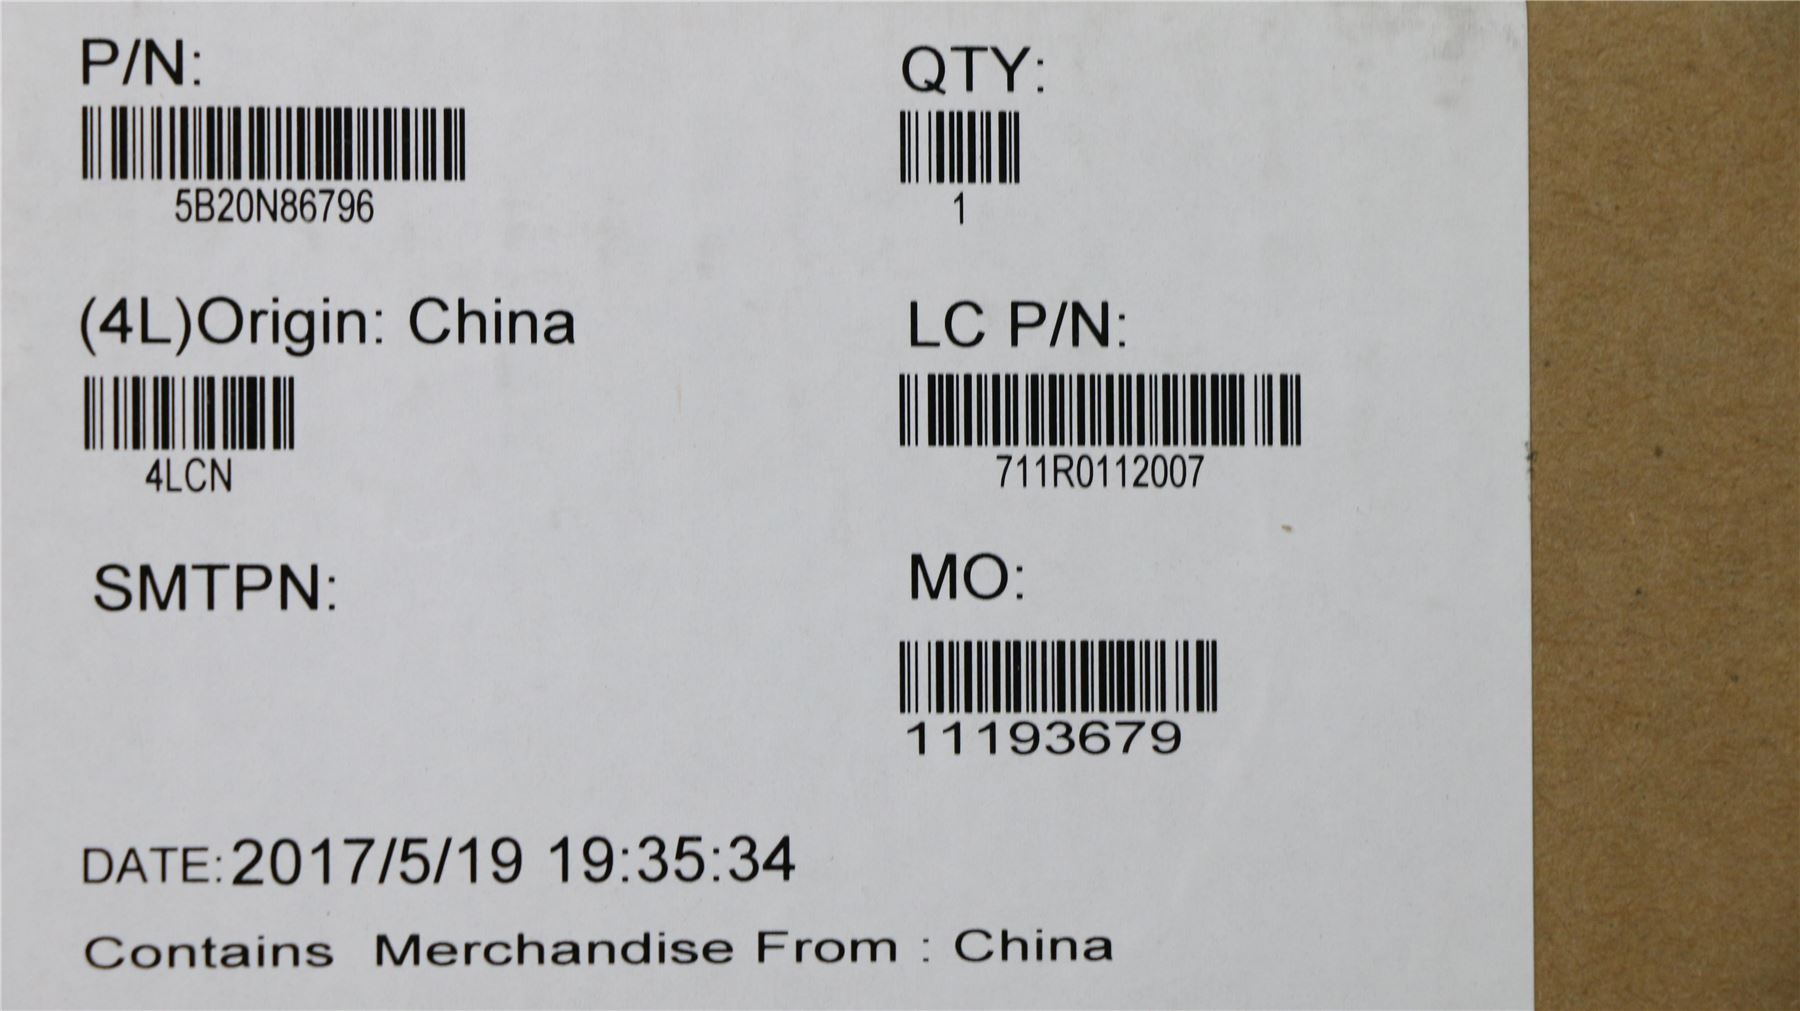 P/N:
5B20N86796
QTY:
1
(4L)Origin: China
4LCN
LC P/N:
711R0112007
SMTPN:
MO:
11193679
DATE:2017/5/19 19:35:34
Contains Merchandise From : China